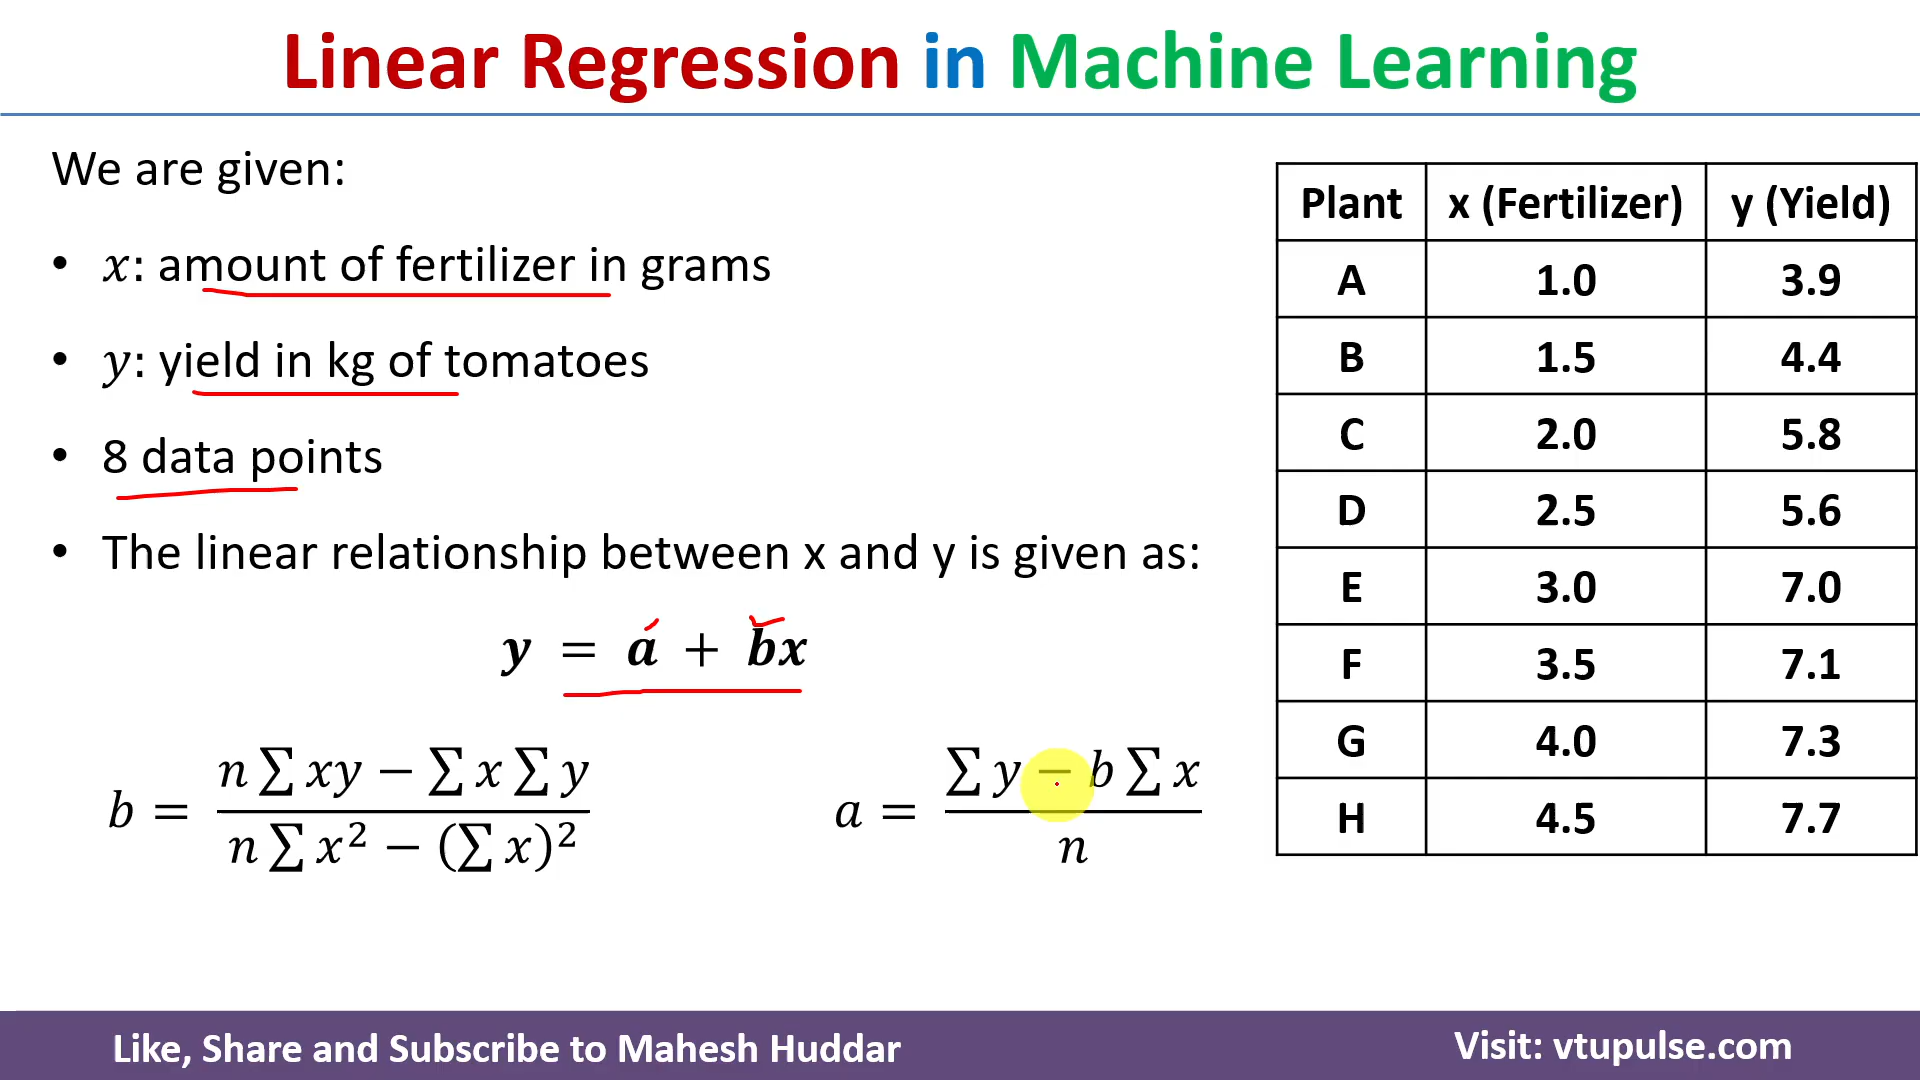 Linear Regression in Machine Learning
We are given:
• x: amount of fertilizer in grams
• y: yield in kg of tomatoes
• 8 data points
• The linear relationship between x and y is given as:
y = a + bx
b = (n ∑ xy − ∑ x ∑ y) / (n ∑ x² − (∑ x)²)
a = (∑ y − b ∑ x) / n
Plant x (Fertilizer) y (Yield)
A 1.0 3.9
B 1.5 4.4
C 2.0 5.8
D 2.5 5.6
E 3.0 7.0
F 3.5 7.1
G 4.0 7.3
H 4.5 7.7
Like, Share and Subscribe to Mahesh Huddar
Visit: vtupulse.com